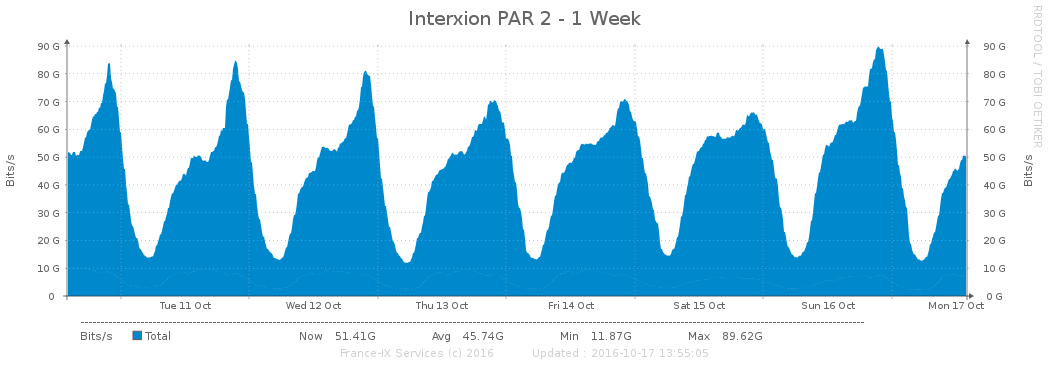 Interxion PAR 2 - 1 Week
RRDTOOL / TOBI OETIKER
Bits/s
90 G 90 G
80 G 80 G
70 G 70 G
60 G 60 G
50 G 50 G
40 G 40 G
30 G 30 G
20 G 20 G
10 G 10 G
0 0 G
Bits/s
Tue 11 Oct Wed 12 Oct Thu 13 Oct Fri 14 Oct Sat 15 Oct Sun 16 Oct Mon 17 Oct
Bits/s Total Now 51.41G Avg 45.74G Min 11.87G Max 89.62G
France-IX Services (c) 2016 Updated : 2016-10-17 13:55:05